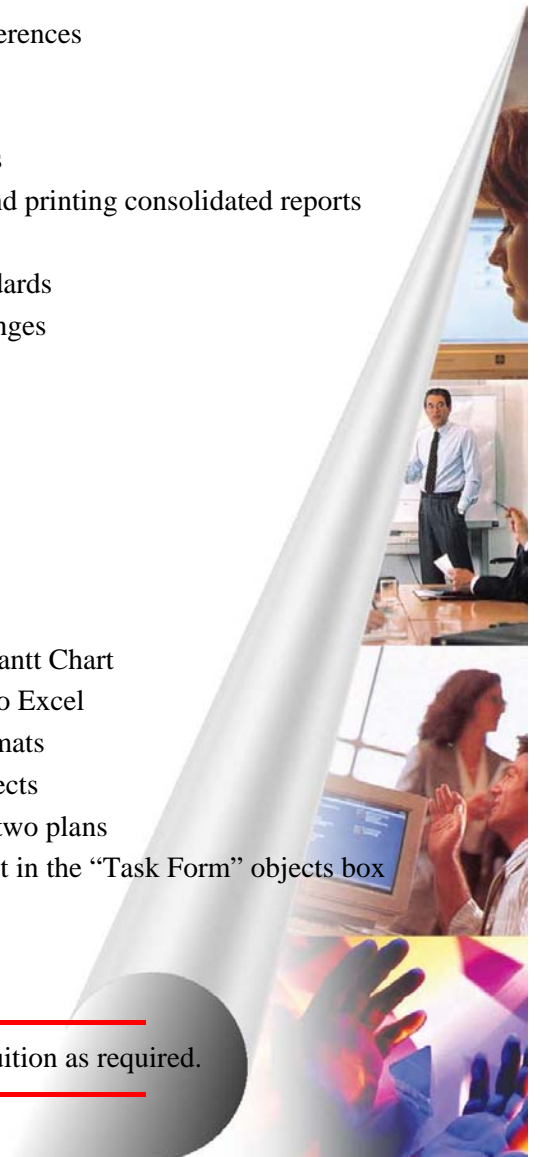 erences
s
nd printing consolidated reports
dards
nges
antt Chart
o Excel
mats
ects
two plans
t in the “Task Form” objects box
uition as required.